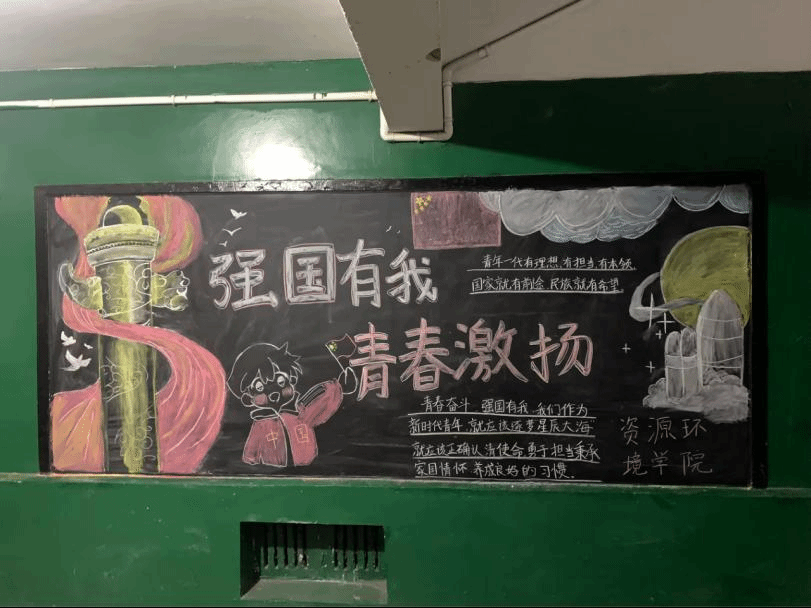 强国有我
青春激扬
青年一代有理想,有担当,有本领,
国家就有前途,民族就有希望,
青春奋斗,强国有我,我们作为
新时代青年,就应该逐梦星辰大海
就应该正确认清使命,勇于担当秉承
家国情怀,养成良好的习惯.
中国
资源环
境学院